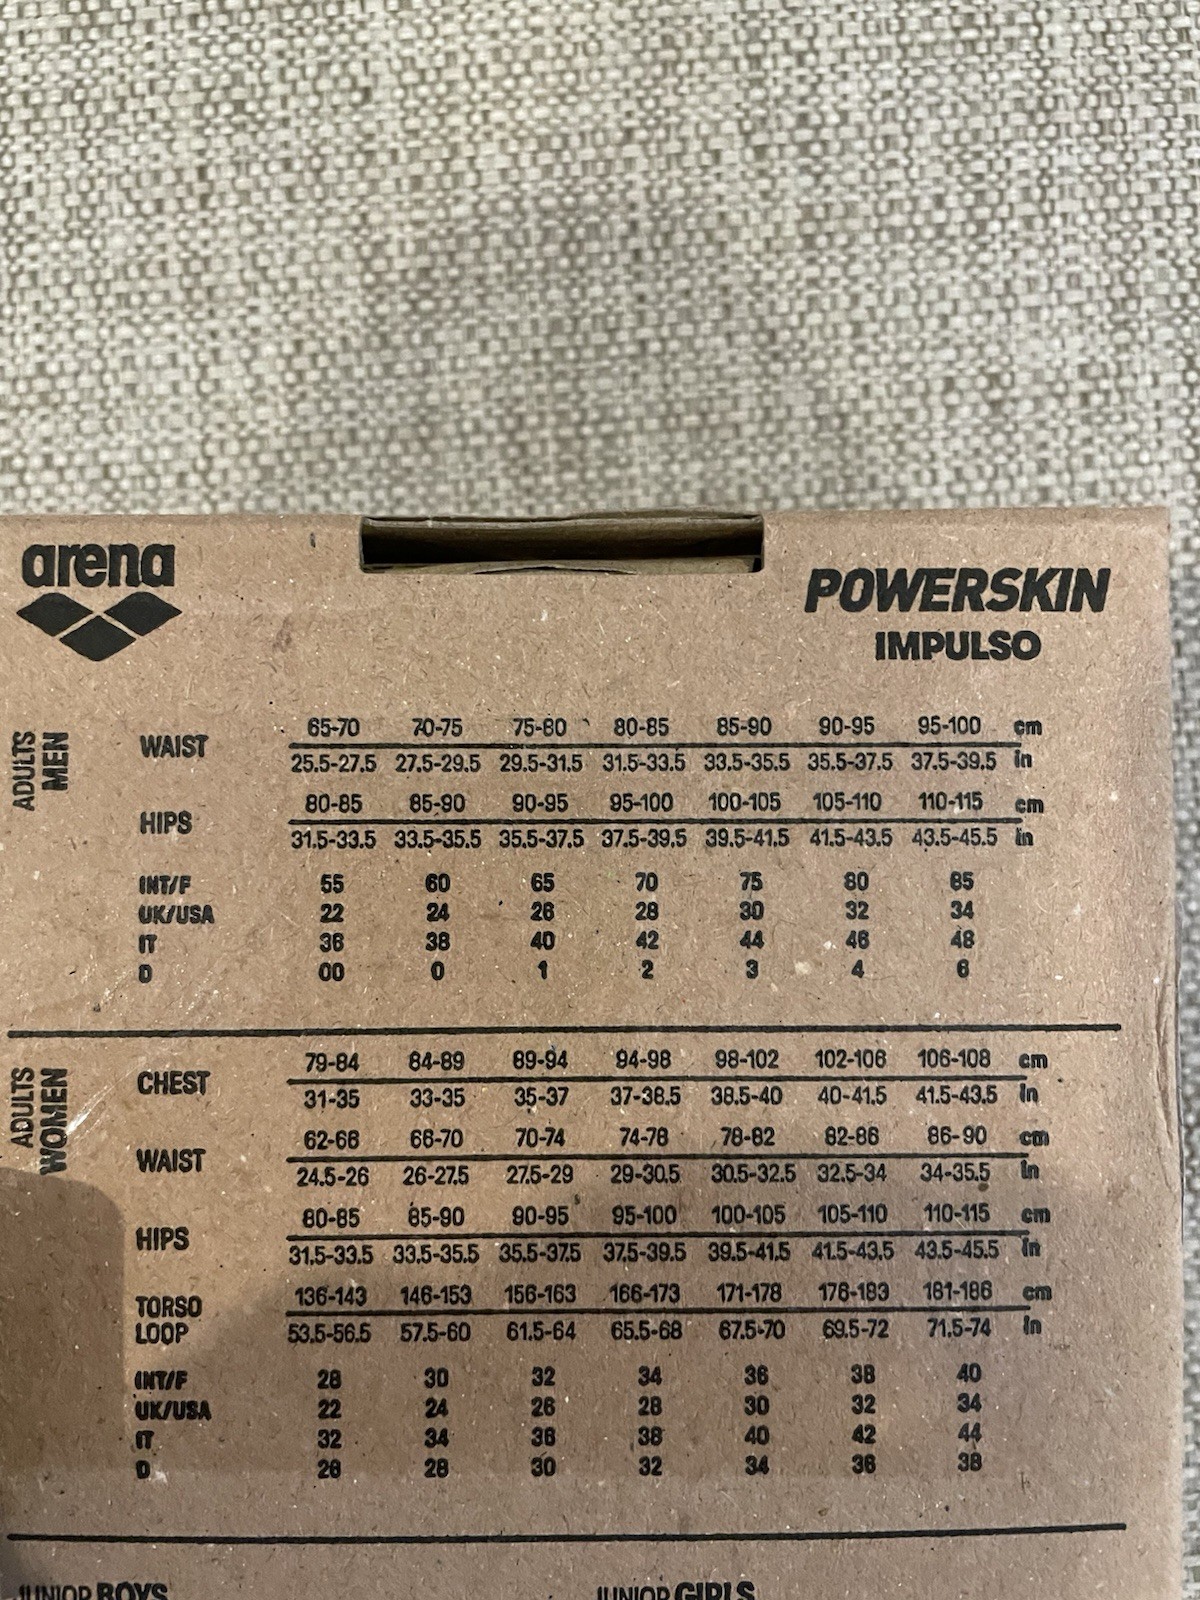 arena
POWERSKIN
IMPULSO
ADULTS
MEN
WAIST 65-70 70-75 75-80 80-85 85-90 90-95 95-100 cm
25.5-27.5 27.5-29.5 29.5-31.5 31.5-33.5 33.5-35.5 35.5-37.5 37.5-39.5 in
HIPS 80-85 85-90 90-95 95-100 100-105 105-110 110-115 cm
31.5-33.5 33.5-35.5 35.5-37.5 37.5-39.5 39.5-41.5 41.5-43.5 43.5-45.5 in
INT/F 55 60 65 70 75 80 85
UK/USA 22 24 26 28 30 32 34
IT 36 38 40 42 44 46 48
D 00 0 1 2 3 4 6
ADULTS
WOMEN
CHEST 79-84 84-89 89-94 94-98 98-102 102-106 106-108 cm
31-35 33-35 35-37 37-38.5 38.5-40 40-41.5 41.5-43.5 in
WAIST 62-66 66-70 70-74 74-78 78-82 82-86 86-90 cm
24.5-26 26-27.5 27.5-29 29-30.5 30.5-32.5 32.5-34 34-35.5 in
HIPS 80-85 85-90 90-95 95-100 100-105 105-110 110-115 cm
31.5-33.5 33.5-35.5 35.5-37.5 37.5-39.5 39.5-41.5 41.5-43.5 43.5-45.5 in
TORSO LOOP 136-143 146-153 156-163 166-173 171-178 176-183 181-186 cm
53.5-56.5 57.5-60 61.5-64 65.5-68 67.5-70 69.5-72 71.5-74 in
INT/F 28 30 32 34 36 38 40
UK/USA 22 24 26 28 30 32 34
IT 32 34 36 38 40 42 44
D 26 28 30 32 34 36 38
JUNIOR BOYS
JUNIOR GIRLS